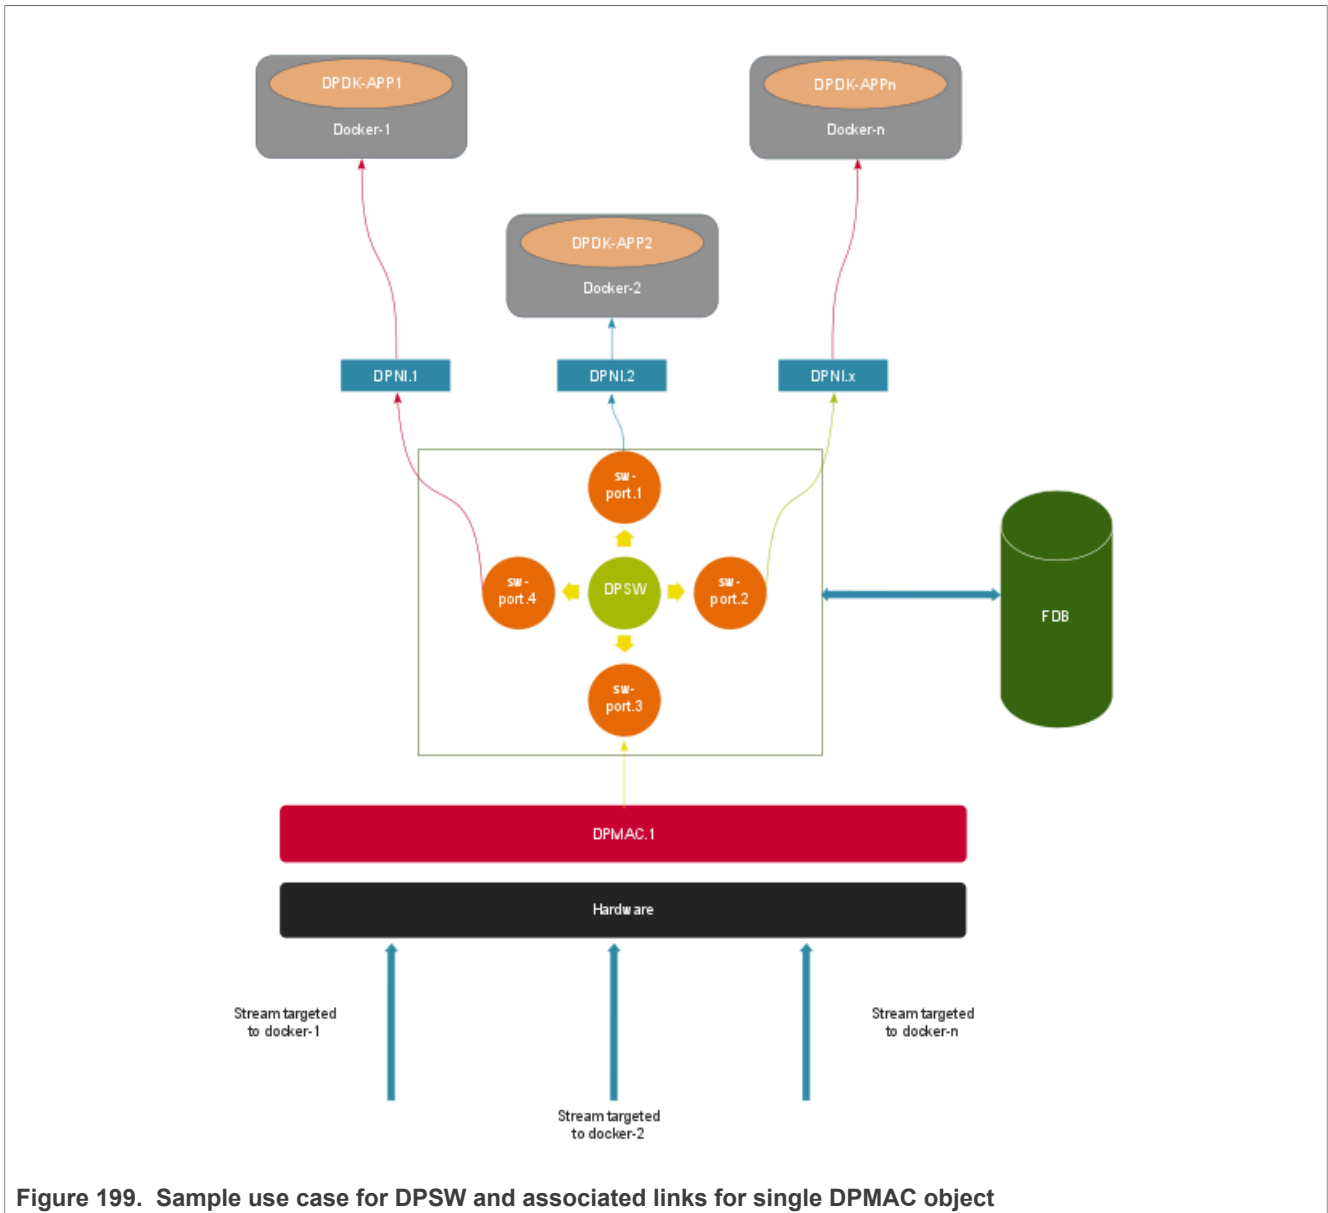 DPDK-APP1
Docker-1
DPDK-APPn
Docker-n
DPDK-APP2
Docker-2
DPNI.1
DPNI.2
DPNI.x
sw-
port.1
sw-
port.4
DPSW
sw-
port.2
sw-
port.3
FDB
DPMAC.1
Hardware
Stream targeted
to docker-1
Stream targeted
to docker-n
Stream targeted
to docker-2
Figure 199. Sample use case for DPSW and associated links for single DPMAC object